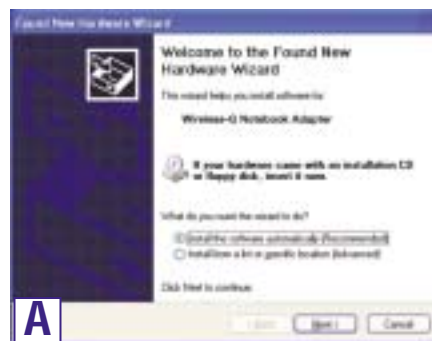 Found New Hardware Wizard
Welcome to the Found New
Hardware Wizard
This wizard helps you install software for:
Wireless-G Notebook Adapter
If your hardware came with an installation CD
or floppy disk, insert it now.
What do you want the wizard to do?
Install the software automatically (Recommended)
Install from a list or specific location (Advanced)
Click Next to continue.
< Back
Next >
Cancel
A